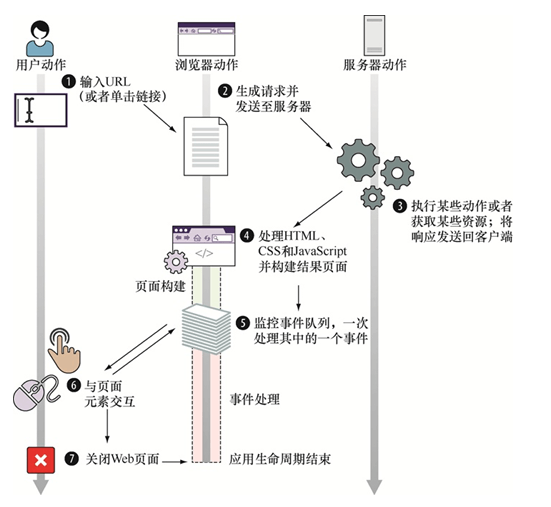 用户动作
浏览器动作
服务器动作
1 输入URL
（或者单击链接）
2 生成请求并
发送至服务器
3 执行某些动作或者
获取某些资源；将
响应发送回客户端
4 处理HTML、
CSS和JavaScript
并构建结果页面
</>
页面构建
5 监控事件队列，一次
处理其中的一个事件
6 与页面
元素交互
事件处理
7 关闭Web页面
应用生命周期结束